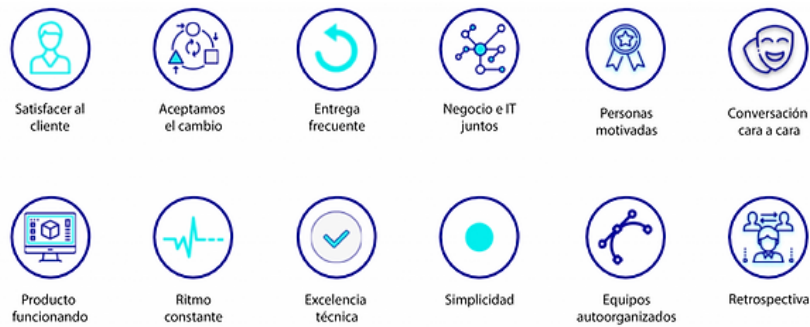 Satisfacer al
cliente
Aceptamos
el cambio
Entrega
frecuente
Negocio e IT
juntos
Personas
motivadas
Conversación
cara a cara
Producto
funcionando
Ritmo
constante
Excelencia
técnica
Simplicidad
Equipos
autoorganizados
Retrospectiva